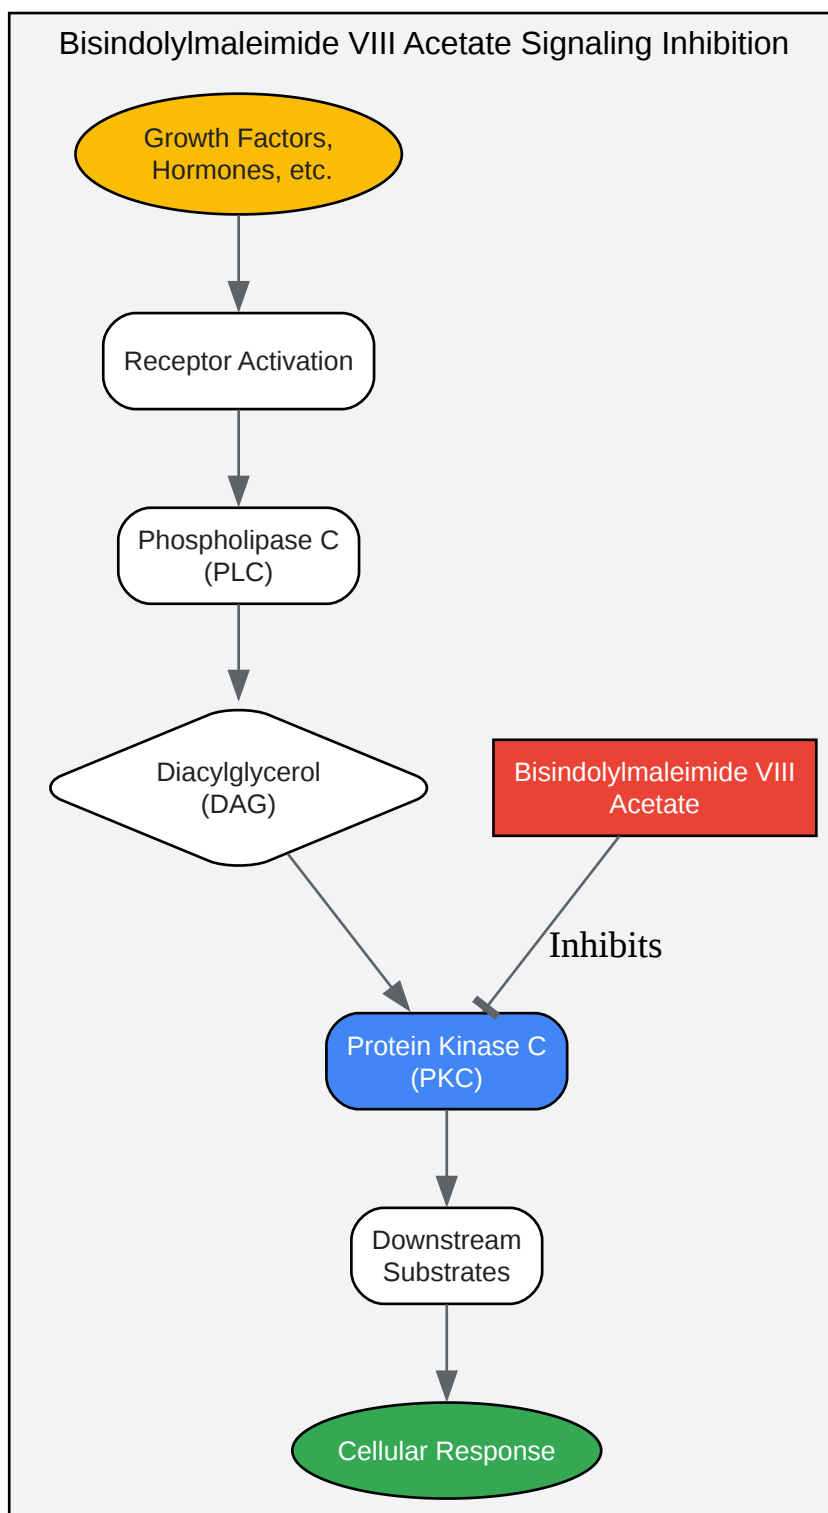 Bisindolylmaleimide VIII Acetate Signaling Inhibition
Growth Factors,
Hormones, etc.
Receptor Activation
Phospholipase C
(PLC)
Diacylglycerol
(DAG)
Bisindolylmaleimide VIII
Acetate
Inhibits
Protein Kinase C
(PKC)
Downstream
Substrates
Cellular Response